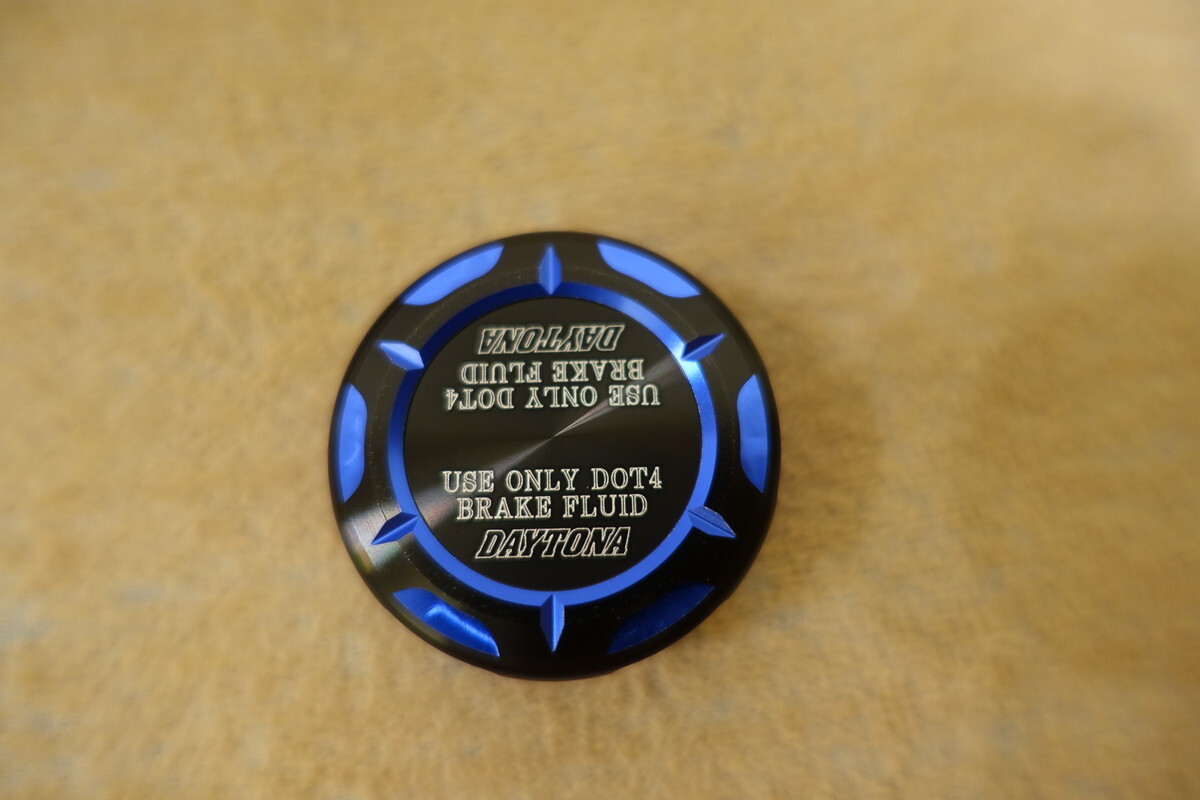 DAYTONA
BRAKE FLUID
USE ONLY DOT4
USE ONLY DOT4
BRAKE FLUID
DAYTONA